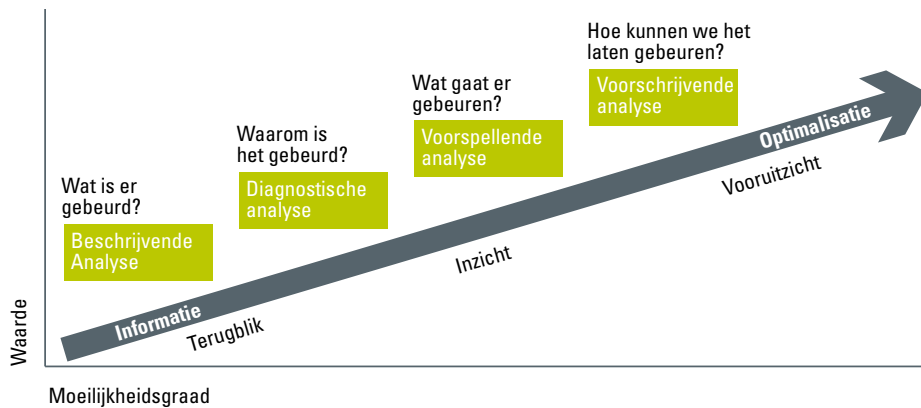 Hoe kunnen we het
laten gebeuren?
Voorschrijvende
analyse
Wat gaat er
gebeuren?
Voorspellende
analyse
Waarom is
het gebeurd?
Diagnostische
analyse
Wat is er
gebeurd?
Beschrijvende
Analyse
Optimalisatie
Vooruitzicht
Inzicht
Informatie
Terugblik
Waarde
Moeilijkheidsgraad